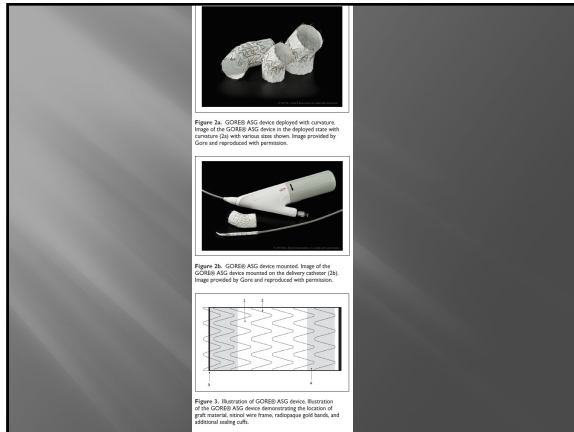 Figure 2a. GORE® ASG device deployed with curvature.
Image of the GORE® ASG device in the deployed state with
curvature (2a) with various sizes shown. Image provided by
Gore and reproduced with permission.
Figure 2b. GORE® ASG device mounted. Image of the
GORE® ASG device mounted on the delivery catheter (2b).
Image provided by Gore and reproduced with permission.
1 2
3 4
Figure 3. Illustration of GORE® ASG device. Illustration
of the GORE® ASG device demonstrating the location of
graft material, nitinol wire frame, radiopaque gold bands, and
additional sealing cuffs.